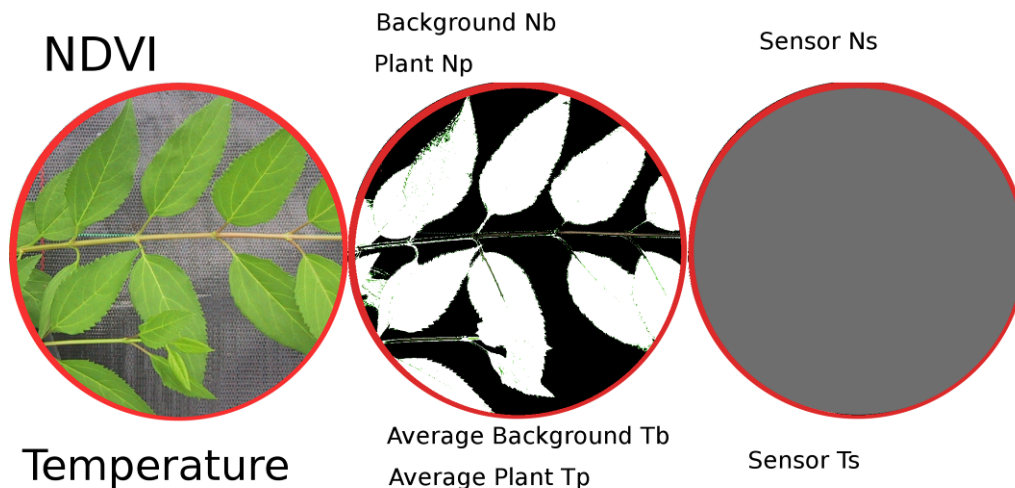 NDVI
Background Nb
Plant Np
Sensor Ns
Temperature
Average Background Tb
Average Plant Tp
Sensor Ts